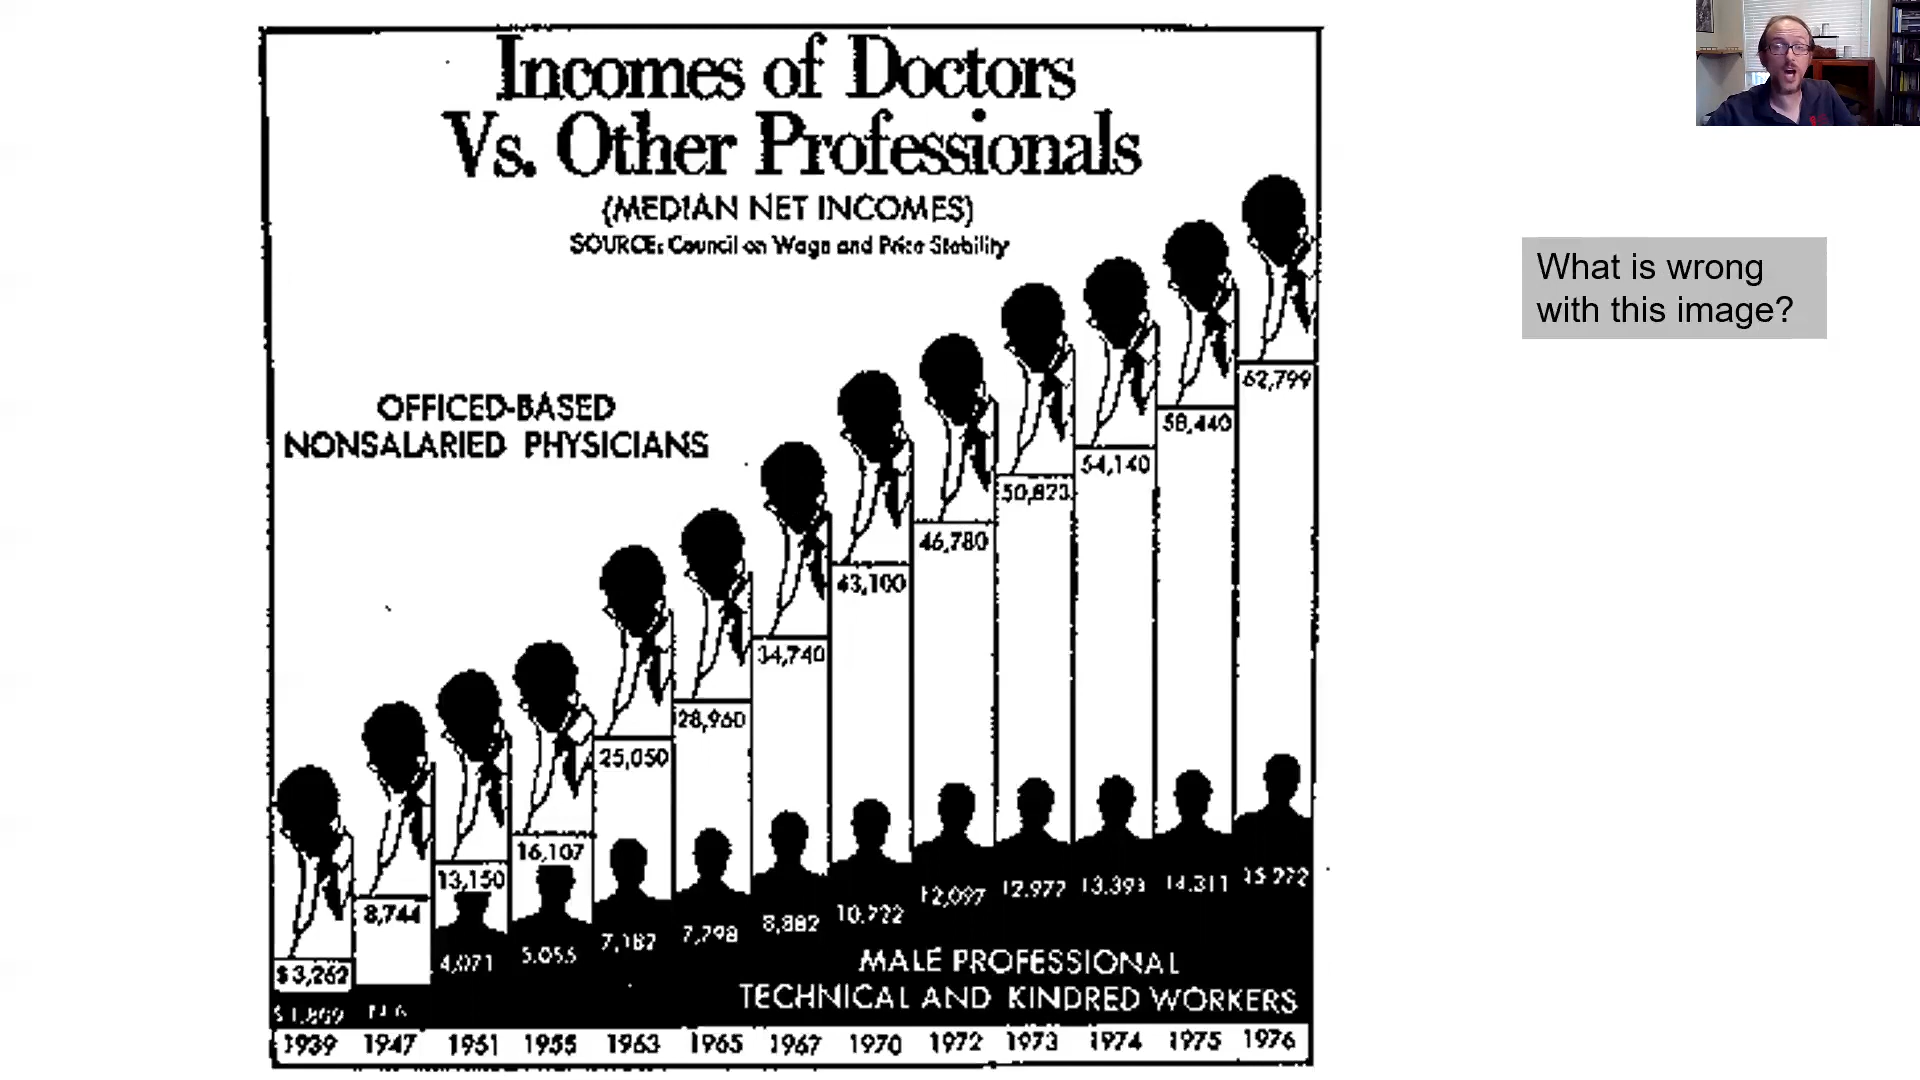 Incomes of Doctors
Vs. Other Professionals
(MEDIAN NET INCOMES)
SOURCE: Council on Wage and Price Stability
What is wrong
with this image?
OFFICED-BASED
NONSALARIED PHYSICIANS
$3,262
8,744
13,150
16,107
25,050
28,960
34,740
43,100
46,780
50,823
54,140
58,440
62,799
4,071
5,055
7,182
7,798
8,882
10,722
12,097
12,977
14,311
MALE PROFESSIONAL
TECHNICAL AND KINDRED WORKERS
1939 1947 1951 1955 1963 1965 1967 1970 1972 1973 1974 1975 1976